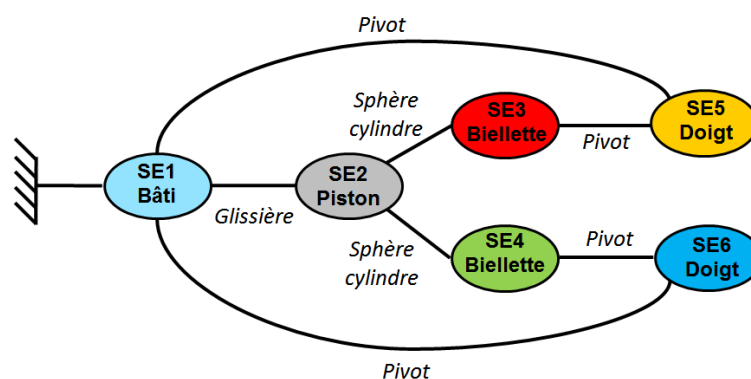 Pivot
Sphère
cylindre
SE3
Biellette
Pivot
SE5
Doigt
SE1
Bâti
Glissière
SE2
Piston
Sphère
cylindre
SE4
Biellette
Pivot
SE6
Doigt
Pivot